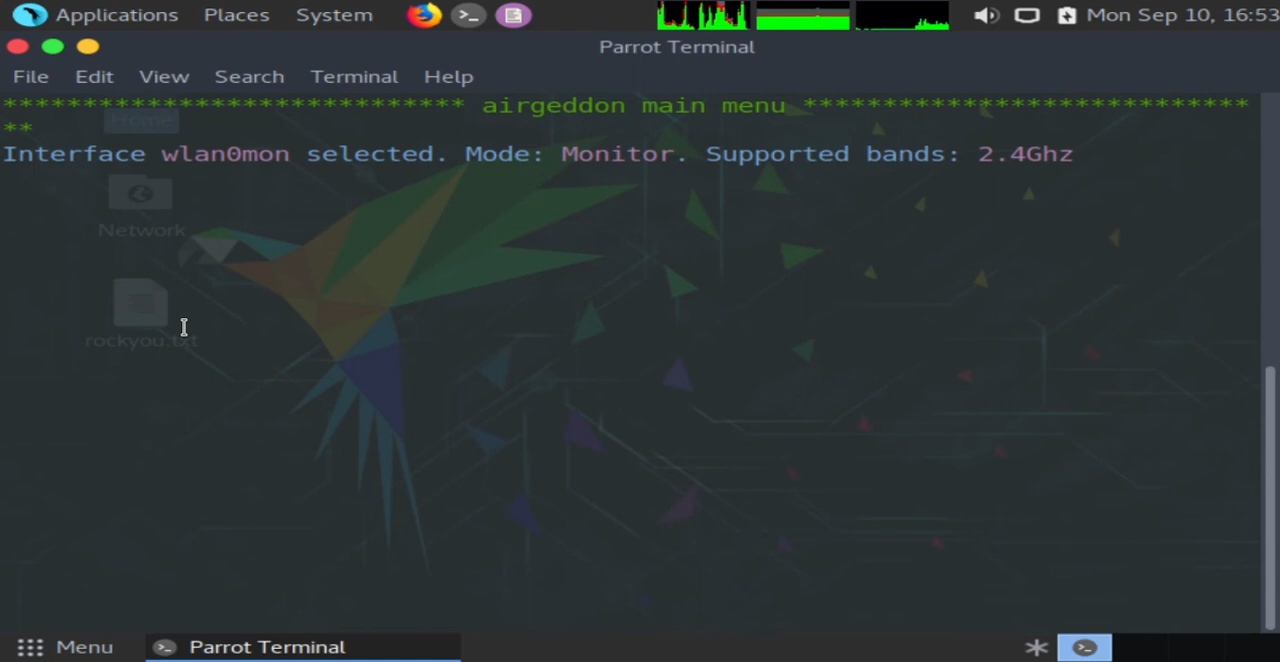 Applications Places System Mon Sep 10, 16:53
Parrot Terminal
File Edit View Search Terminal Help
***************************** airgeddon main menu ****************************
**
Home
Interface wlan0mon selected. Mode: Monitor. Supported bands: 2.4Ghz
Network
rockyou.txt
Menu Parrot Terminal